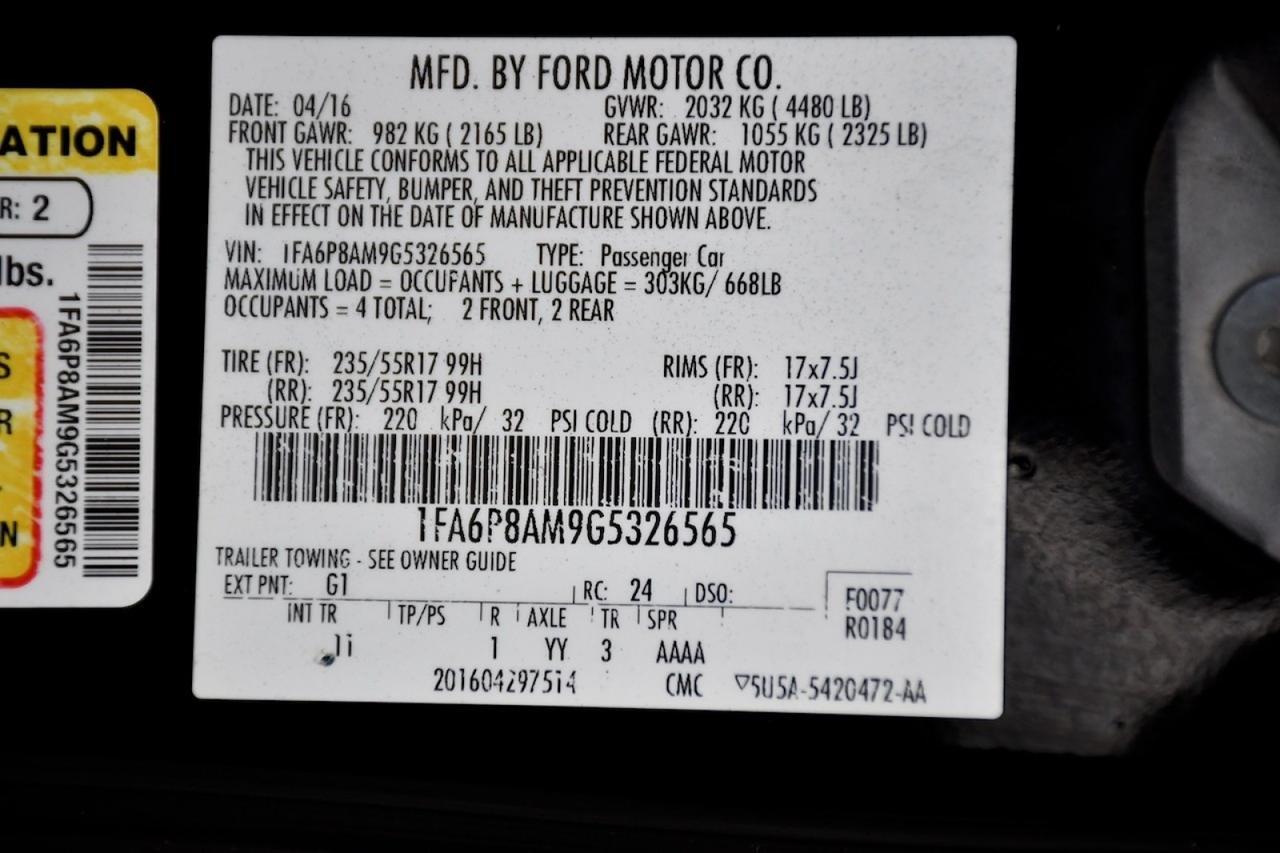 ATION
R: 2
lbs.
1FA6P8AM9G5326565
S
R
N
MFD. BY FORD MOTOR CO.
DATE: 04/16 GVWR: 2032 KG ( 4480 LB)
FRONT GAWR: 982 KG ( 2165 LB) REAR GAWR: 1055 KG ( 2325 LB)
THIS VEHICLE CONFORMS TO ALL APPLICABLE FEDERAL MOTOR
VEHICLE SAFETY, BUMPER, AND THEFT PREVENTION STANDARDS
IN EFFECT ON THE DATE OF MANUFACTURE SHOWN ABOVE.
VIN: 1FA6P8AM9G5326565 TYPE: Passenger Car
MAXIMUM LOAD = OCCUPANTS + LUGGAGE = 303KG/ 668LB
OCCUPANTS = 4 TOTAL; 2 FRONT, 2 REAR
TIRE (FR): 235/55R17 99H RIMS (FR): 17x7.5J
(RR): 235/55R17 99H (RR): 17x7.5J
PRESSURE (FR): 220 kPa/ 32 PSI COLD (RR): 220 kPa/ 32 PSI COLD
1FA6P8AM9G5326565
TRAILER TOWING - SEE OWNER GUIDE
EXT PNT: G1 RC: 24 DSO:
F0077
R0184
INT TR TP/PS R AXLE TR SPR
1 YY 3 AAAA
CMC ▽5U5A-5420472-AA